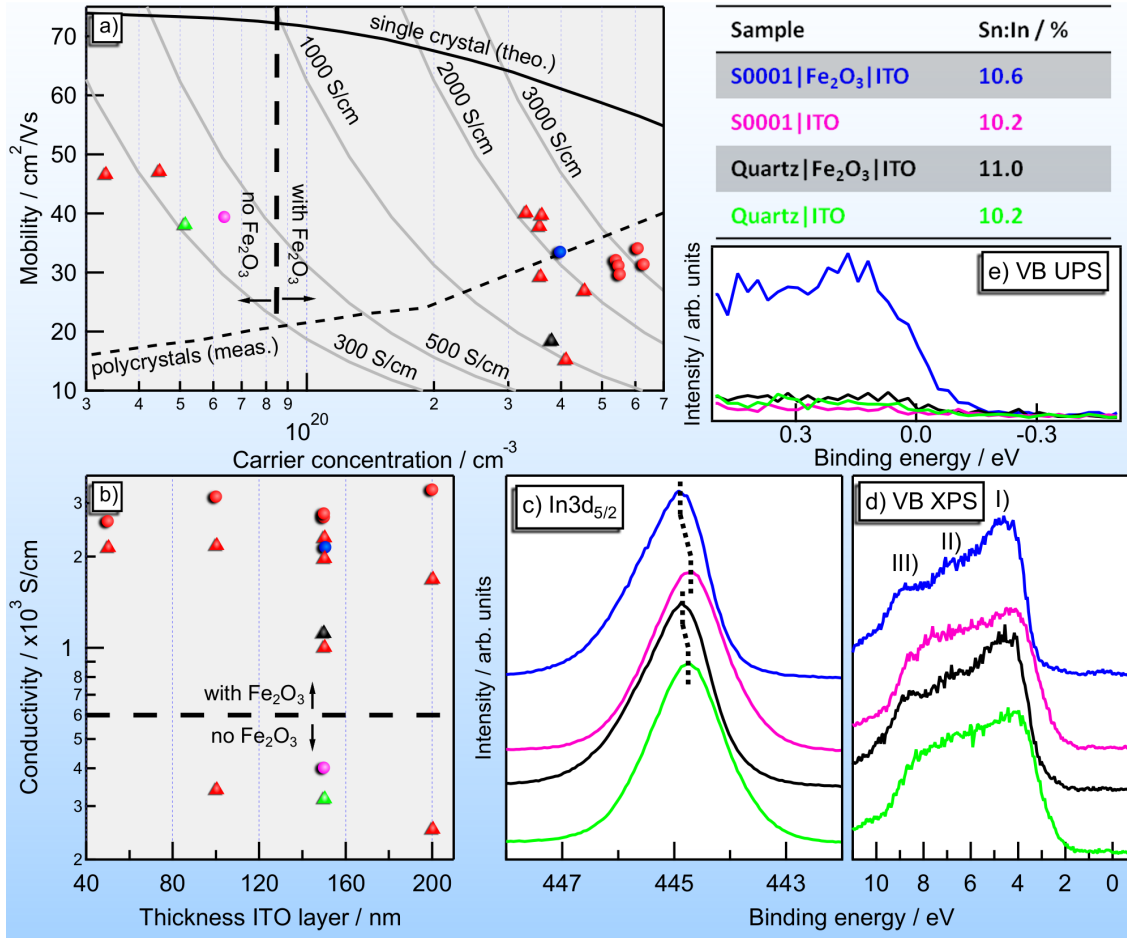 a)
single crystal (theo.)
1000 S/cm
2000 S/cm
3000 S/cm
no Fe₂O₃
with Fe₂O₃
polycrystals (meas.)
300 S/cm
500 S/cm
Mobility / cm²/Vs
70
60
50
40
30
20
10
3 4 5 6 7 8 9 10²⁰ 2 3 4 5 6 7
Carrier concentration / cm⁻³
Sample Sn:In / %
S0001|Fe₂O₃|ITO 10.6
S0001|ITO 10.2
Quartz|Fe₂O₃|ITO 11.0
Quartz|ITO 10.2
e) VB UPS
Intensity / arb. units
0.3 0.0 -0.3
Binding energy / eV
b)
Conductivity / x10³ S/cm
3
2
1
8
7
6
5
4
3
2
with Fe₂O₃
no Fe₂O₃
40 80 120 160 200
Thickness ITO layer / nm
c) In3d₅/₂
Intensity / arb. units
447 445 443
d) VB XPS
I)
II)
III)
10 8 6 4 2 0
Binding energy / eV